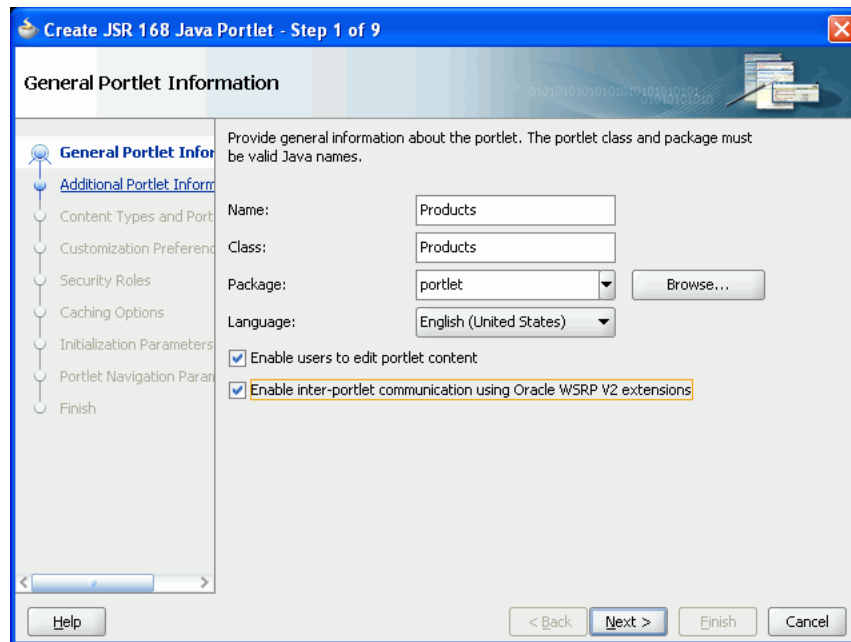 Create JSR 168 Java Portlet - Step 1 of 9
General Portlet Information
Provide general information about the portlet. The portlet class and package must
be valid Java names.
General Portlet Infor
Additional Portlet Inform
Content Types and Port
Customization Preferenc
Security Roles
Caching Options
Initialization Parameters
Portlet Navigation Paran
Finish
Name: Products
Class: Products
Package: portlet Browse...
Language: English (United States)
Enable users to edit portlet content
Enable inter-portlet communication using Oracle WSRP V2 extensions
Help < Back Next > Finish Cancel